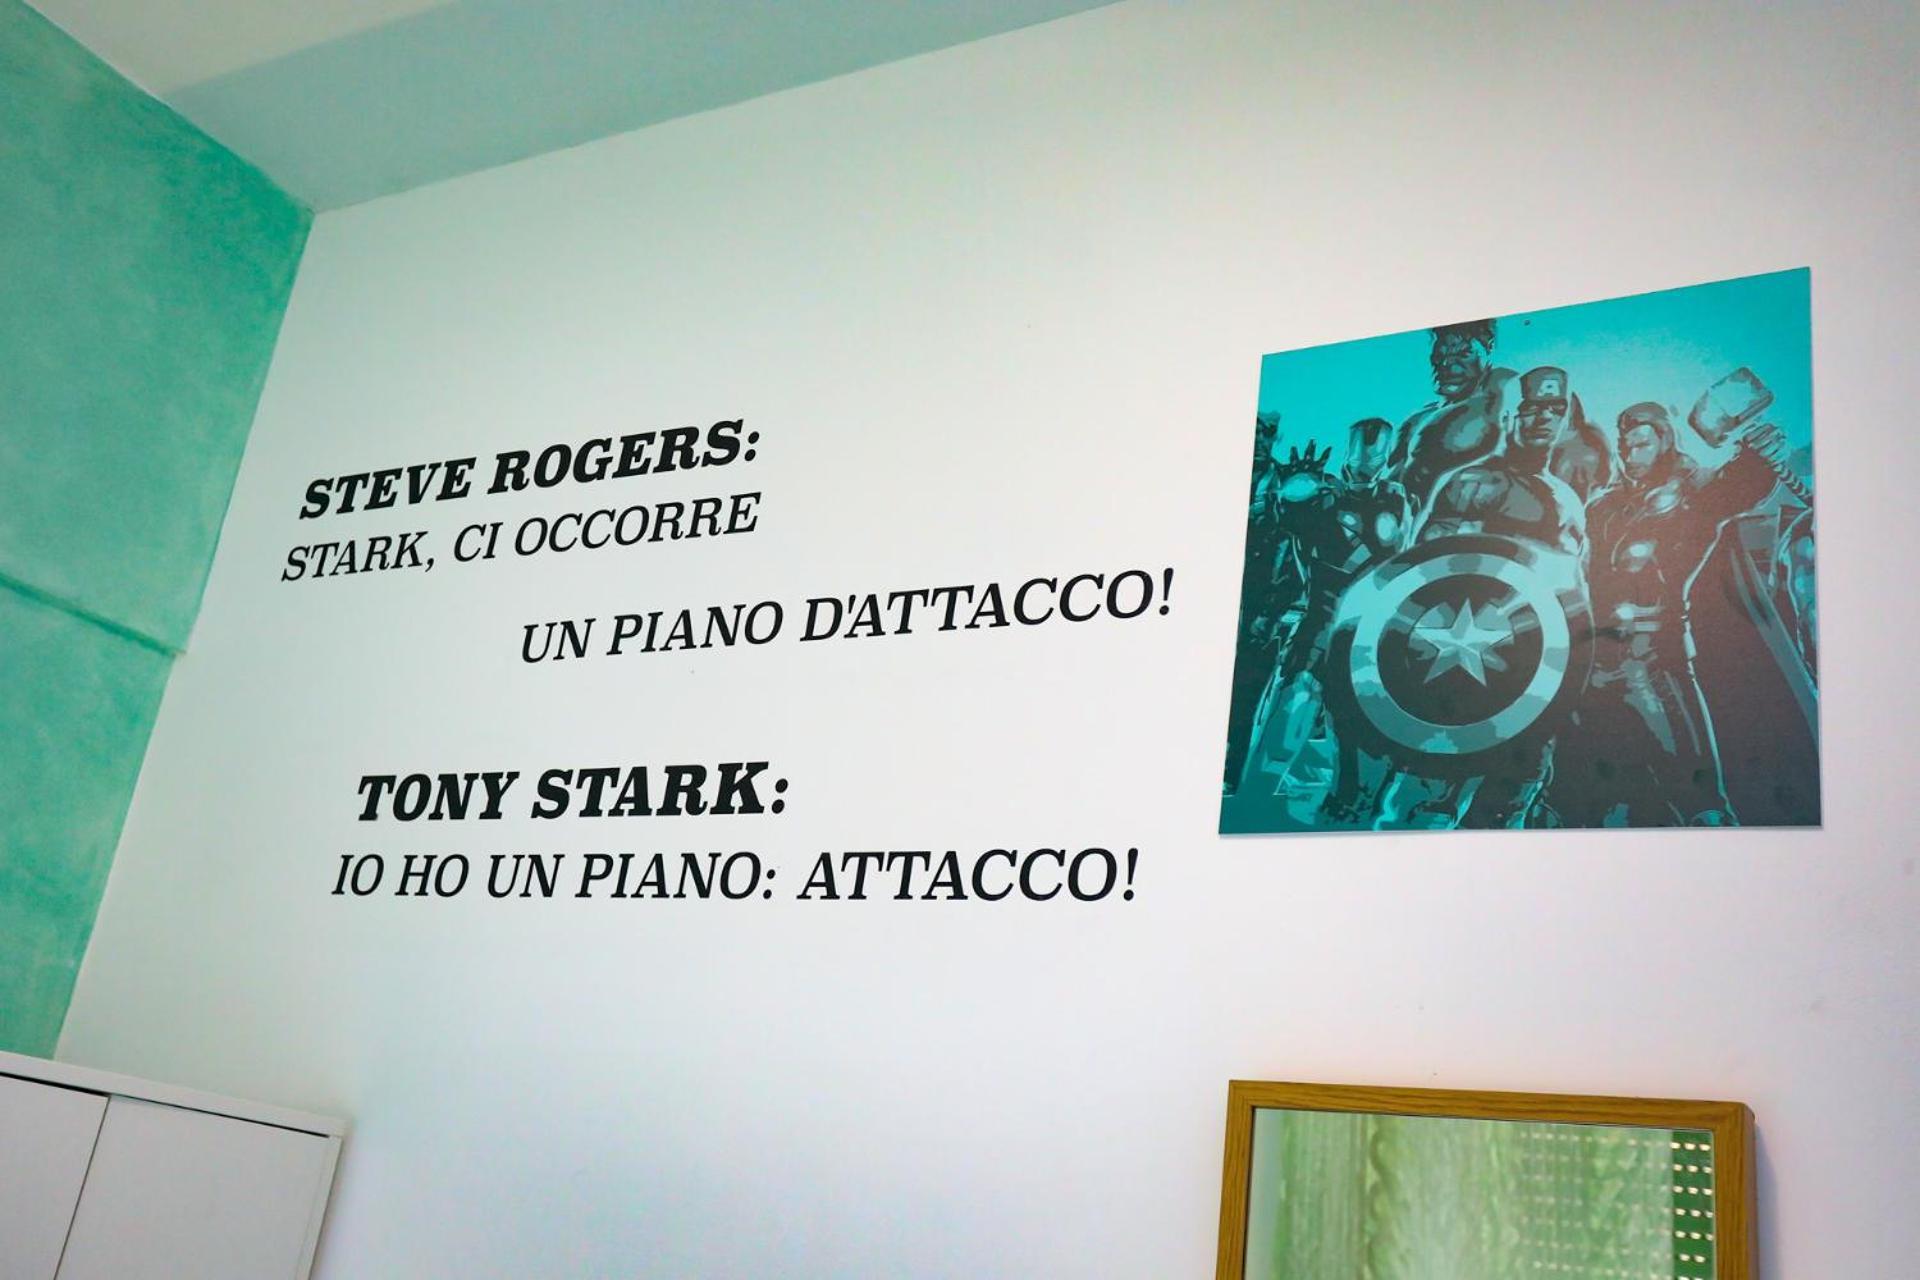 STEVE ROGERS:
STARK, CI OCCORRE
UN PIANO D'ATTACCO!
TONY STARK:
IO HO UN PIANO: ATTACCO!